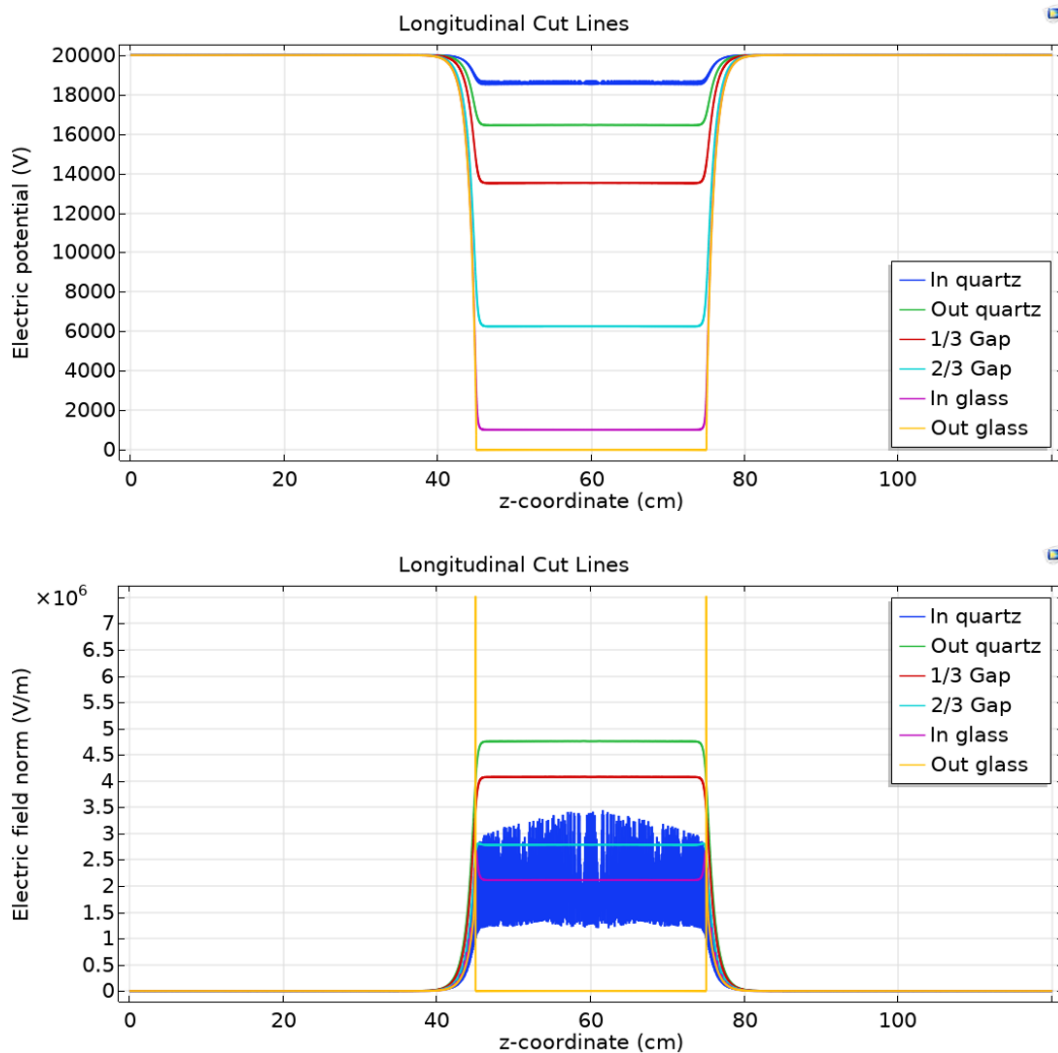 Longitudinal Cut Lines
Electric potential (V)
20000
18000
16000
14000
12000
10000
8000
6000
4000
2000
0
In quartz
Out quartz
1/3 Gap
2/3 Gap
In glass
Out glass
0 20 40 60 80 100
z-coordinate (cm)
Longitudinal Cut Lines
×10⁶
Electric field norm (V/m)
7
6.5
6
5.5
5
4.5
4
3.5
3
2.5
2
1.5
1
0.5
0
In quartz
Out quartz
1/3 Gap
2/3 Gap
In glass
Out glass
0 20 40 60 80 100
z-coordinate (cm)